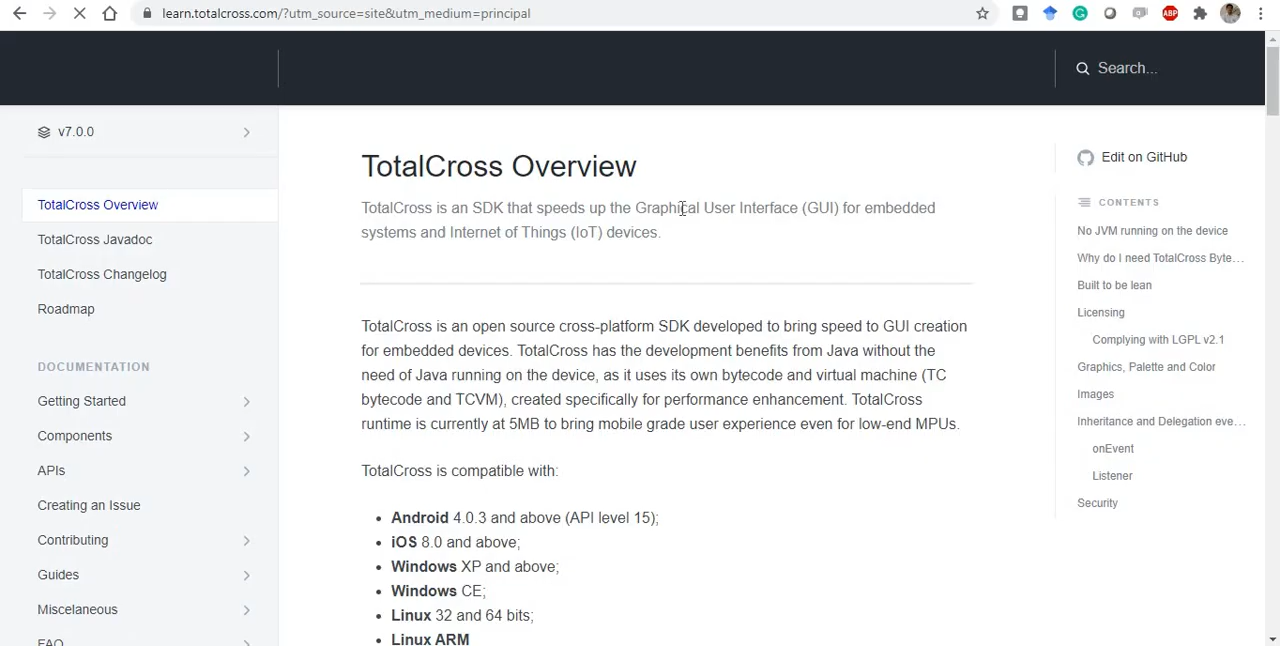 learn.totalcross.com/?utm_source=site&utm_medium=principal
ABP
Search...
v7.0.0
TotalCross Overview
TotalCross Javadoc
TotalCross Changelog
Roadmap
DOCUMENTATION
Getting Started
Components
APIs
Creating an Issue
Contributing
Guides
Miscelaneous
FAQ
TotalCross Overview
TotalCross is an SDK that speeds up the Graphical User Interface (GUI) for embedded
systems and Internet of Things (IoT) devices.
TotalCross is an open source cross-platform SDK developed to bring speed to GUI creation
for embedded devices. TotalCross has the development benefits from Java without the
need of Java running on the device, as it uses its own bytecode and virtual machine (TC
bytecode and TCVM), created specifically for performance enhancement. TotalCross
runtime is currently at 5MB to bring mobile grade user experience even for low-end MPUs.
TotalCross is compatible with:
• Android 4.0.3 and above (API level 15);
• iOS 8.0 and above;
• Windows XP and above;
• Windows CE;
• Linux 32 and 64 bits;
• Linux ARM
Edit on GitHub
CONTENTS
No JVM running on the device
Why do I need TotalCross Byte...
Built to be lean
Licensing
Complying with LGPL v2.1
Graphics, Palette and Color
Images
Inheritance and Delegation eve...
onEvent
Listener
Security